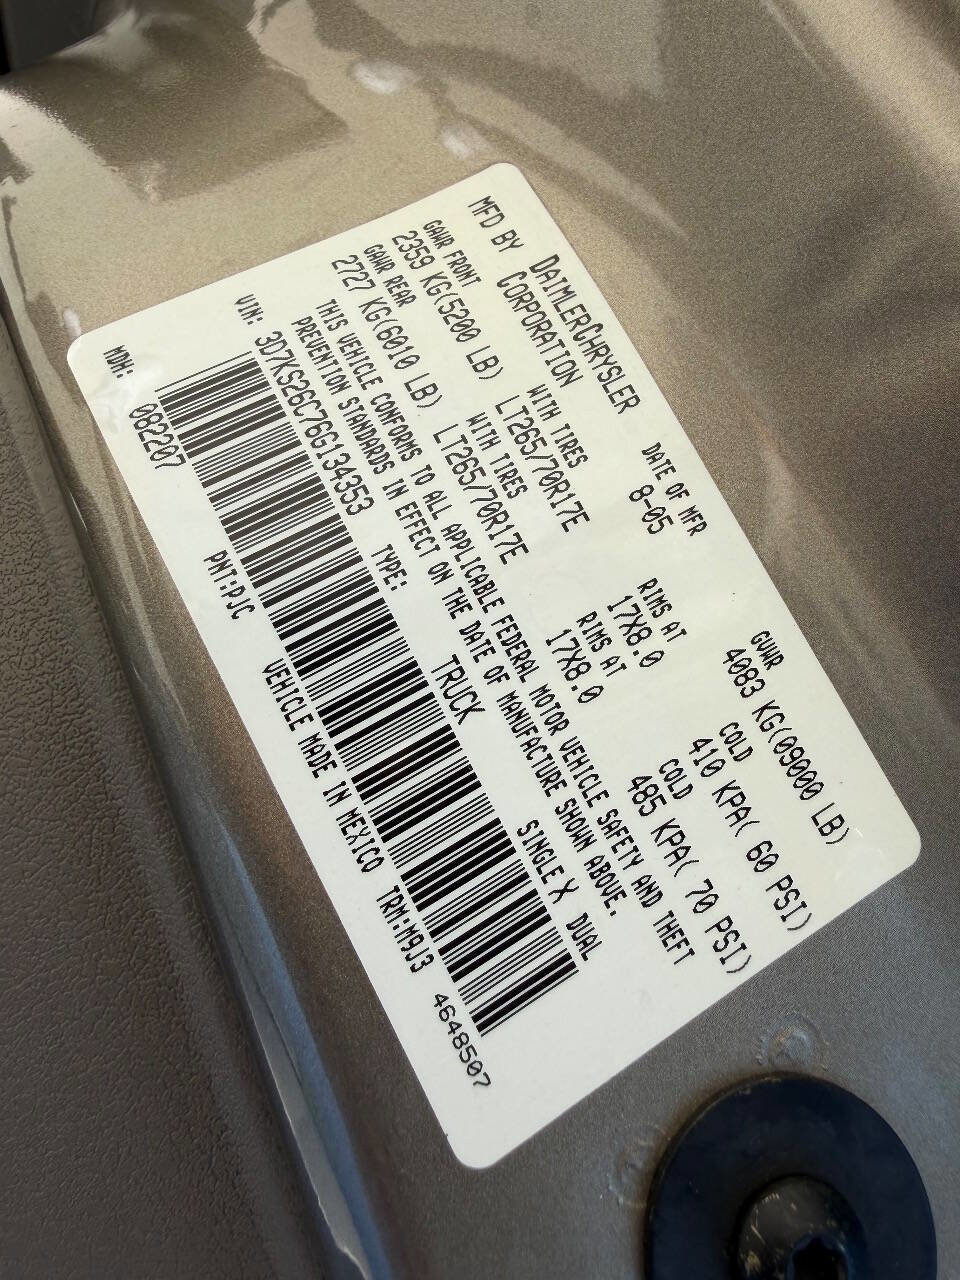 MFD BY DAIMLERCHRYSLER CORPORATION
DATE OF MFR 8-05
GVWR 4083 KG(09000 LB)
GAWR FRONT WITH TIRES RIMS AT COLD
2359 KG(5200 LB) LT265/70R17E 17X8.0 410 KPA( 60 PSI)
GAWR REAR WITH TIRES RIMS AT COLD
2727 KG(6010 LB) LT265/70R17E 17X8.0 485 KPA( 70 PSI)
THIS VEHICLE CONFORMS TO ALL APPLICABLE FEDERAL MOTOR VEHICLE SAFETY AND THEFT
PREVENTION STANDARDS IN EFFECT ON THE DATE OF MANUFACTURE SHOWN ABOVE.
VIN: 3D7KS26C76G134353 TYPE: TRUCK SINGLE X DUAL
MDH: 082207 PNT:PJC VEHICLE MADE IN MEXICO TRM:M9J3 4648507